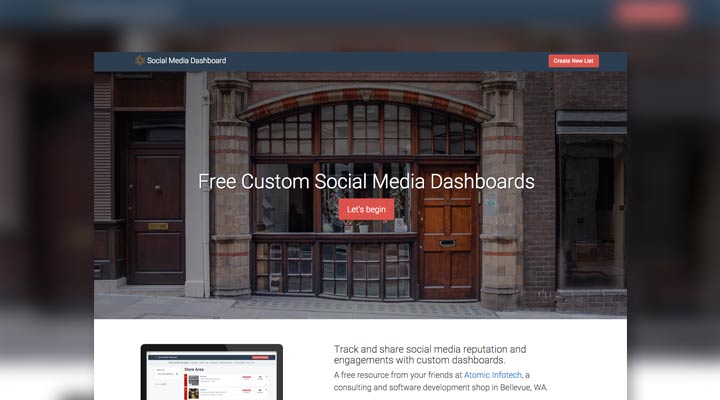 Social Media Dashboard
Create New List
Free Custom Social Media Dashboards
Let's begin
Track and share social media reputation and
engagements with custom dashboards.
A free resource from your friends at Atomic Infotech, a
consulting and software development shop in Bellevue, WA.
Store Area